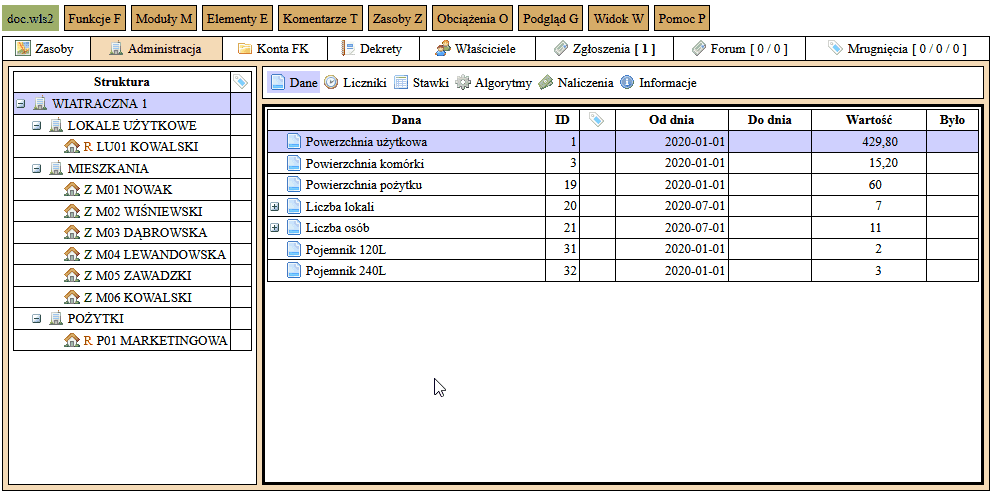 doc.wls2 Funkcje F Moduły M Elementy E Komentarze T Zasoby Z Obciążenia O Podgląd G Widok W Pomoc P
Zasoby Administracja Konta FK Dekrety Właściciele Zgłoszenia [ 1 ] Forum [ 0 / 0 ] Mrugnięcia [ 0 / 0 / 0 ]
Struktura
WIATRACZNA 1
LOKALE UŻYTKOWE
R LU01 KOWALSKI
MIESZKANIA
Z M01 NOWAK
Z M02 WIŚNIEWSKI
Z M03 DĄBROWSKA
Z M04 LEWANDOWSKA
Z M05 ZAWADZKI
Z M06 KOWALSKI
POŻYTKI
R P01 MARKETINGOWA
Dane Liczniki Stawki Algorytmy Naliczenia Informacje
Dana ID Od dnia Do dnia Wartość Było
Powerzchnia użytkowa 1 2020-01-01 429,80
Powierzchnia komórki 3 2020-01-01 15,20
Powierzchnia pożytku 19 2020-01-01 60
Liczba lokali 20 2020-07-01 7
Liczba osób 21 2020-07-01 11
Pojemnik 120L 31 2020-01-01 2
Pojemnik 240L 32 2020-01-01 3